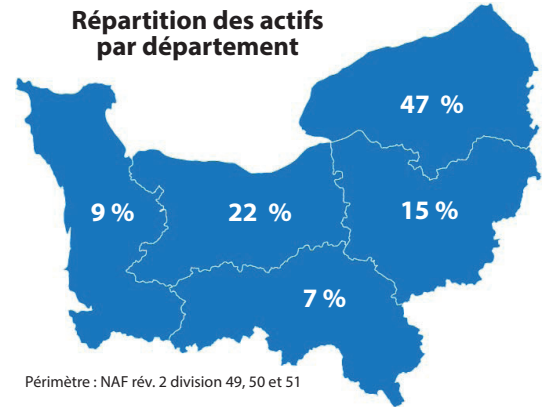 Répartition des actifs
par département
47 %
9 %
22 %
15 %
7 %
Périmètre : NAF rév. 2 division 49, 50 et 51